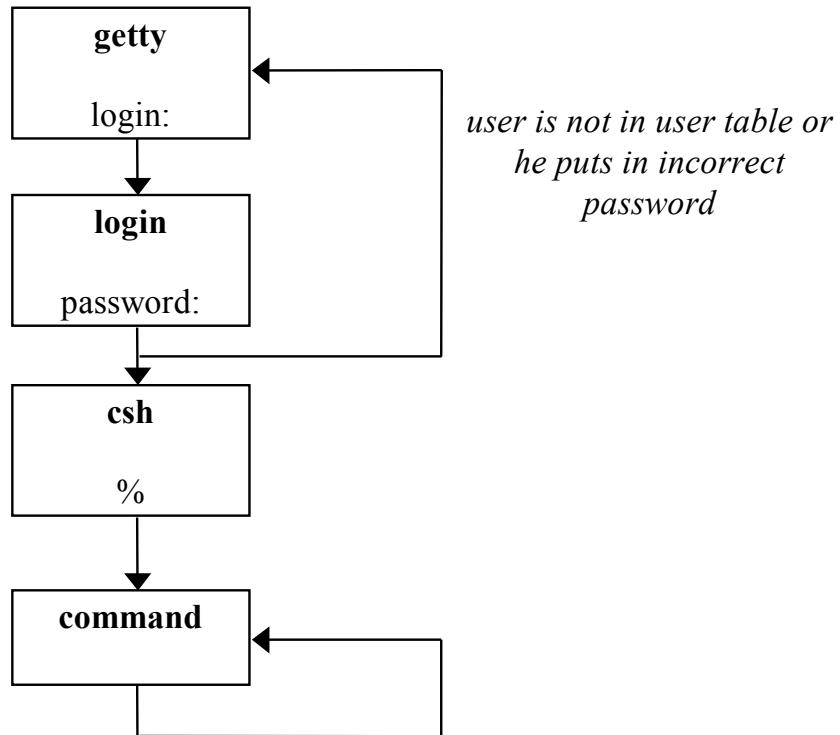 getty
login:
user is not in user table or
he puts in incorrect
password
login
password:
csh
%
command